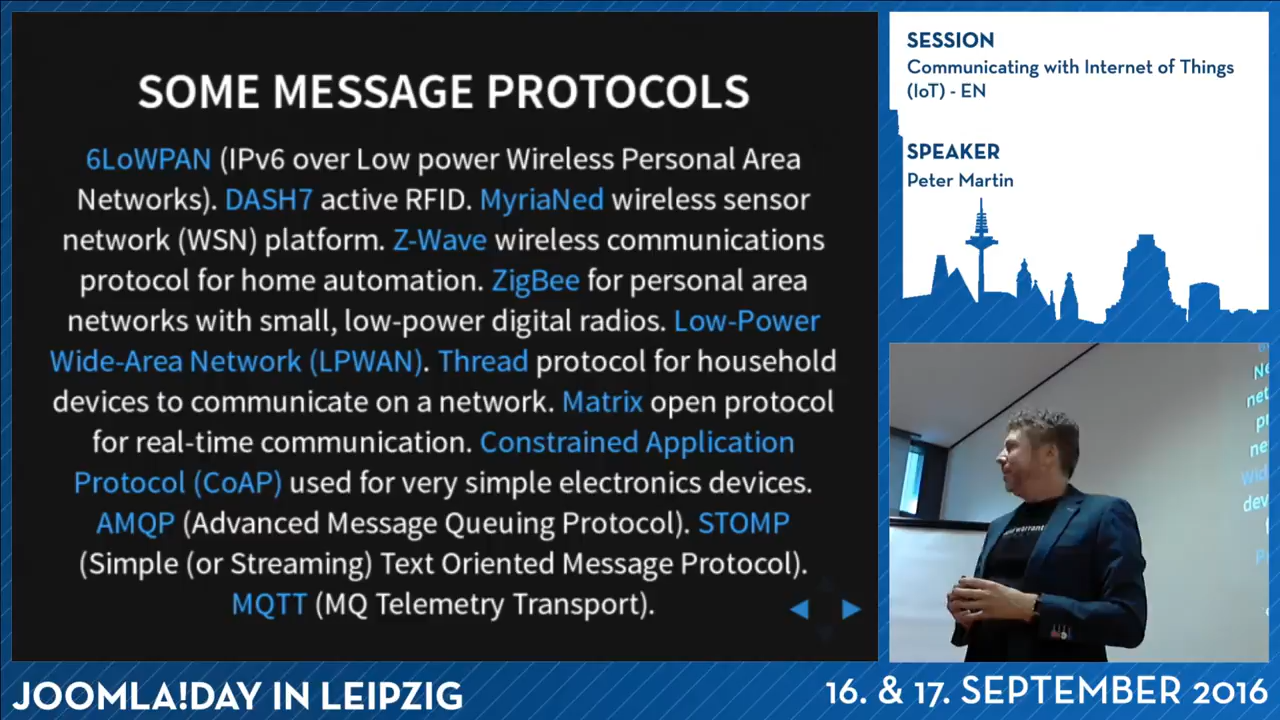 SOME MESSAGE PROTOCOLS
6LoWPAN (IPv6 over Low power Wireless Personal Area
Networks). DASH7 active RFID. MyriaNed wireless sensor
network (WSN) platform. Z-Wave wireless communications
protocol for home automation. ZigBee for personal area
networks with small, low-power digital radios. Low-Power
Wide-Area Network (LPWAN). Thread protocol for household
devices to communicate on a network. Matrix open protocol
for real-time communication. Constrained Application
Protocol (CoAP) used for very simple electronics devices.
AMQP (Advanced Message Queuing Protocol). STOMP
(Simple (or Streaming) Text Oriented Message Protocol).
MQTT (MQ Telemetry Transport).
SESSION
Communicating with Internet of Things
(IoT) - EN
SPEAKER
Peter Martin
JOOMLA!DAY IN LEIPZIG
16. & 17. SEPTEMBER 2016